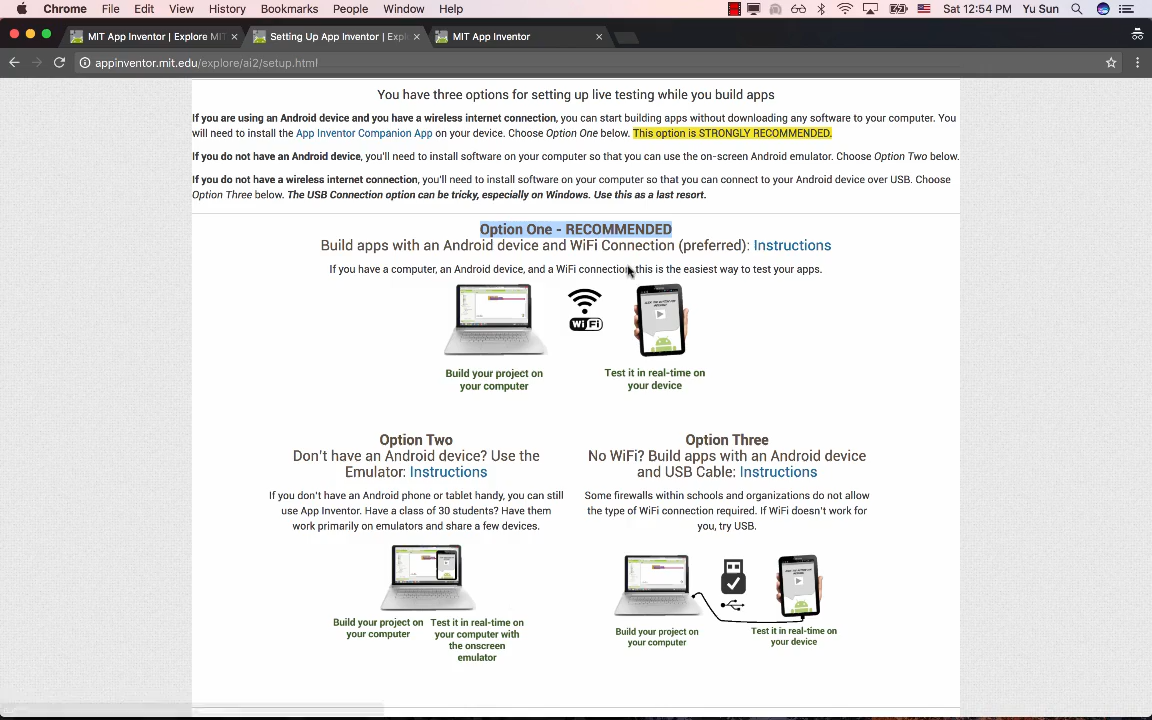 Chrome File Edit View History Bookmarks People Window Help Sat 12:54 PM Yu Sun
MIT App Inventor | Explore MIT Setting Up App Inventor | Explo MIT App Inventor
appinventor.mit.edu/explore/ai2/setup.html
You have three options for setting up live testing while you build apps
If you are using an Android device and you have a wireless internet connection, you can start building apps without downloading any software to your computer. You
will need to install the App Inventor Companion App on your device. Choose Option One below. This option is STRONGLY RECOMMENDED.
If you do not have an Android device, you'll need to install software on your computer so that you can use the on-screen Android emulator. Choose Option Two below.
If you do not have a wireless internet connection, you'll need to install software on your computer so that you can connect to your Android device over USB. Choose
Option Three below. The USB Connection option can be tricky, especially on Windows. Use this as a last resort.
Option One - RECOMMENDED
Build apps with an Android device and WiFi Connection (preferred): Instructions
If you have a computer, an Android device, and a WiFi connection, this is the easiest way to test your apps.
WiFi
Build your project on
your computer
Test it in real-time on
your device
Option Two
Don't have an Android device? Use the
Emulator: Instructions
If you don't have an Android phone or tablet handy, you can still
use App Inventor. Have a class of 30 students? Have them
work primarily on emulators and share a few devices.
Build your project on
your computer
Test it in real-time on
your computer with
the onscreen
emulator
Option Three
No WiFi? Build apps with an Android device
and USB Cable: Instructions
Some firewalls within schools and organizations do not allow
the type of WiFi connection required. If WiFi doesn't work for
you, try USB.
Build your project on
your computer
Test it in real-time on
your device